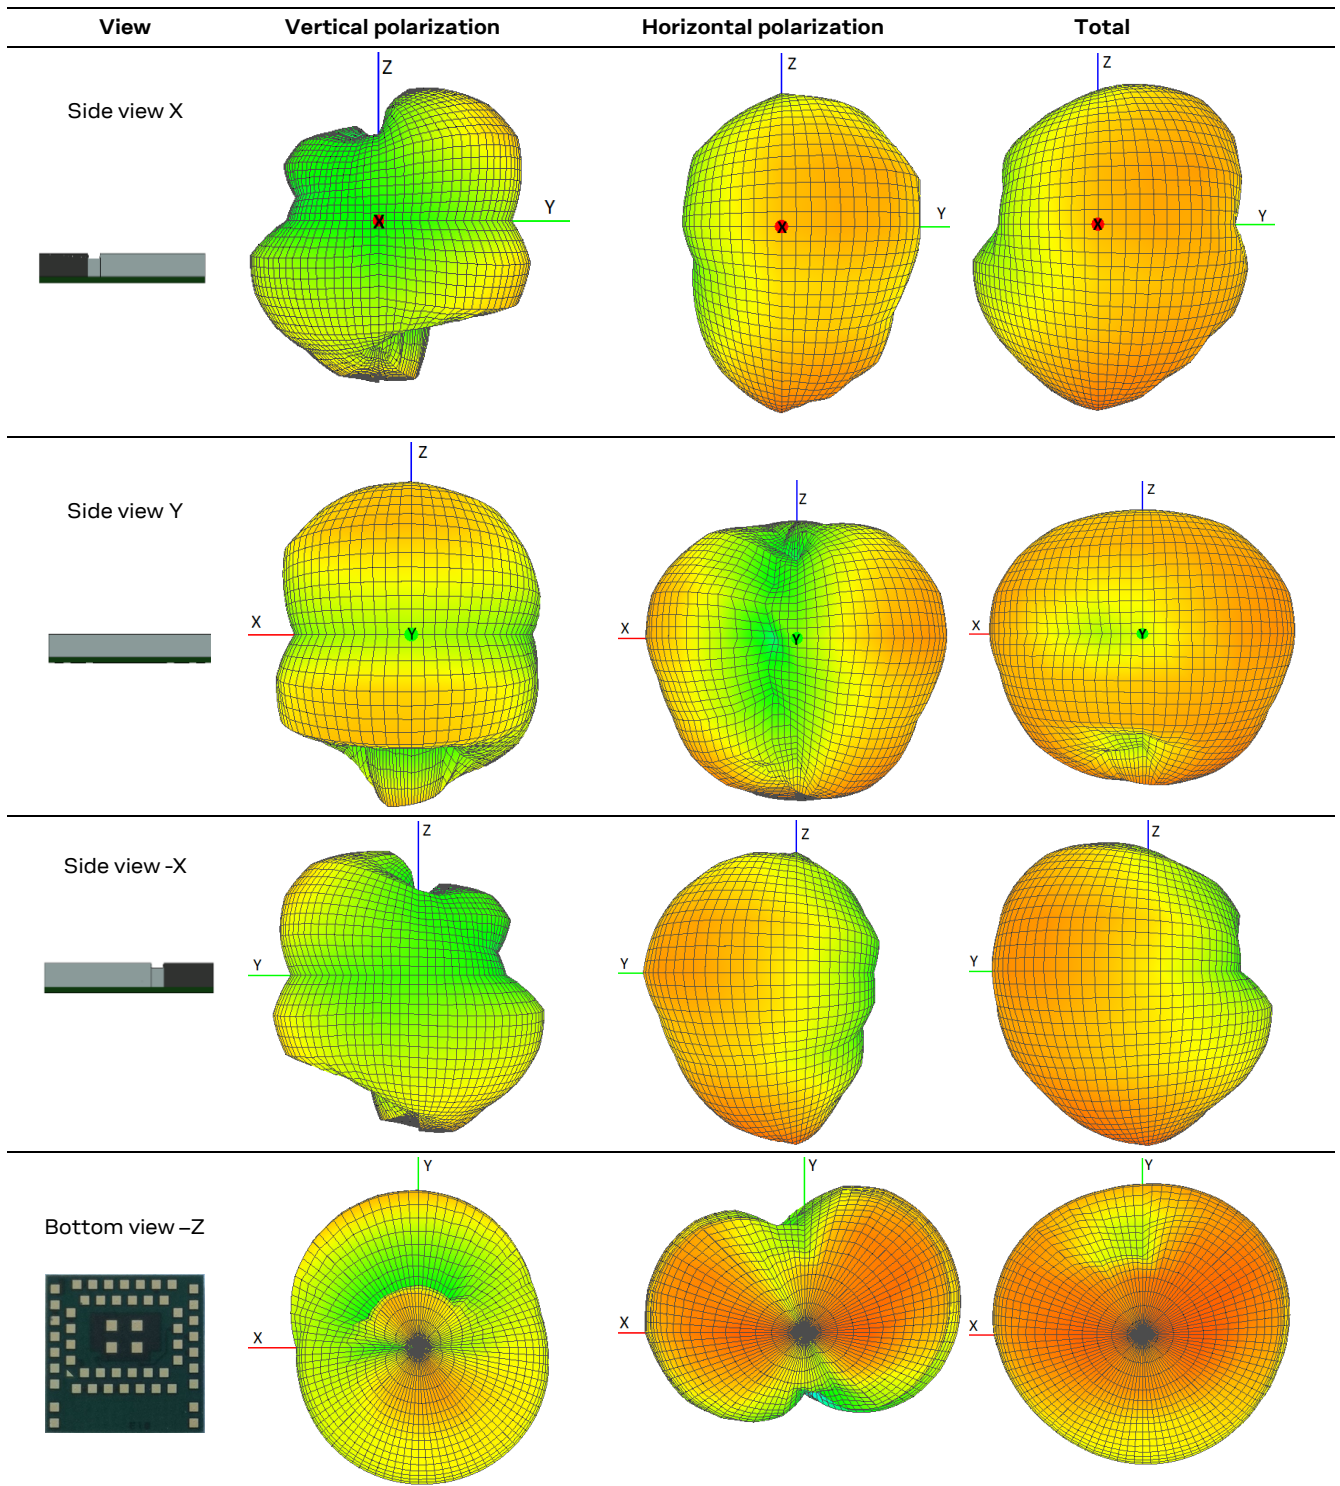 View Vertical polarization Horizontal polarization Total
Side view X
Z
Y
X
Z
Y
X
Z
Y
X
Side view Y
Z
X
Y
Z
X
Y
Z
X
Y
Side view -X
Z
Y
Z
Y
Z
Y
Bottom view –Z
Y
X
Y
X
Y
X